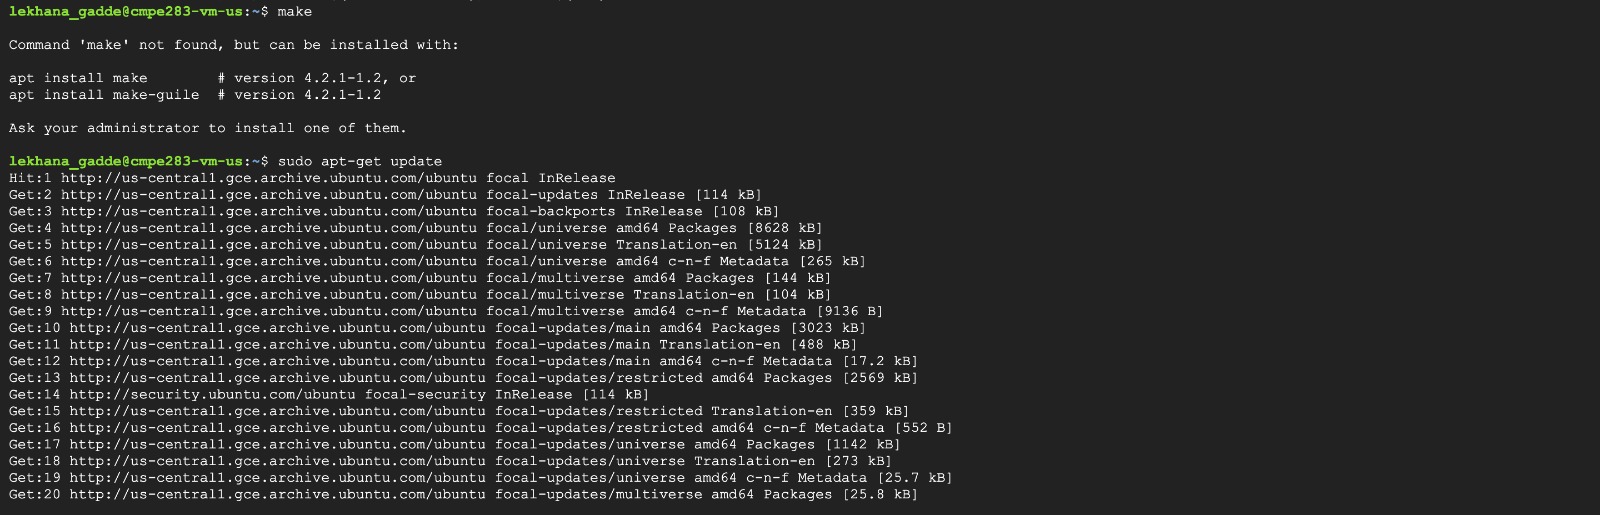 lekhana_gadde@cmpe283-vm-us:~$ make
Command 'make' not found, but can be installed with:
apt install make        # version 4.2.1-1.2, or
apt install make-guile  # version 4.2.1-1.2
Ask your administrator to install one of them.
lekhana_gadde@cmpe283-vm-us:~$ sudo apt-get update
Hit:1 http://us-central1.gce.archive.ubuntu.com/ubuntu focal InRelease
Get:2 http://us-central1.gce.archive.ubuntu.com/ubuntu focal-updates InRelease [114 kB]
Get:3 http://us-central1.gce.archive.ubuntu.com/ubuntu focal-backports InRelease [108 kB]
Get:4 http://us-central1.gce.archive.ubuntu.com/ubuntu focal/universe amd64 Packages [8628 kB]
Get:5 http://us-central1.gce.archive.ubuntu.com/ubuntu focal/universe Translation-en [5124 kB]
Get:6 http://us-central1.gce.archive.ubuntu.com/ubuntu focal/universe amd64 c-n-f Metadata [265 kB]
Get:7 http://us-central1.gce.archive.ubuntu.com/ubuntu focal/multiverse amd64 Packages [144 kB]
Get:8 http://us-central1.gce.archive.ubuntu.com/ubuntu focal/multiverse Translation-en [104 kB]
Get:9 http://us-central1.gce.archive.ubuntu.com/ubuntu focal/multiverse amd64 c-n-f Metadata [9136 B]
Get:10 http://us-central1.gce.archive.ubuntu.com/ubuntu focal-updates/main amd64 Packages [3023 kB]
Get:11 http://us-central1.gce.archive.ubuntu.com/ubuntu focal-updates/main Translation-en [488 kB]
Get:12 http://us-central1.gce.archive.ubuntu.com/ubuntu focal-updates/main amd64 c-n-f Metadata [17.2 kB]
Get:13 http://us-central1.gce.archive.ubuntu.com/ubuntu focal-updates/restricted amd64 Packages [2569 kB]
Get:14 http://security.ubuntu.com/ubuntu focal-security InRelease [114 kB]
Get:15 http://us-central1.gce.archive.ubuntu.com/ubuntu focal-updates/restricted Translation-en [359 kB]
Get:16 http://us-central1.gce.archive.ubuntu.com/ubuntu focal-updates/restricted amd64 c-n-f Metadata [552 B]
Get:17 http://us-central1.gce.archive.ubuntu.com/ubuntu focal-updates/universe amd64 Packages [1142 kB]
Get:18 http://us-central1.gce.archive.ubuntu.com/ubuntu focal-updates/universe Translation-en [273 kB]
Get:19 http://us-central1.gce.archive.ubuntu.com/ubuntu focal-updates/universe amd64 c-n-f Metadata [25.7 kB]
Get:20 http://us-central1.gce.archive.ubuntu.com/ubuntu focal-updates/multiverse amd64 Packages [25.8 kB]